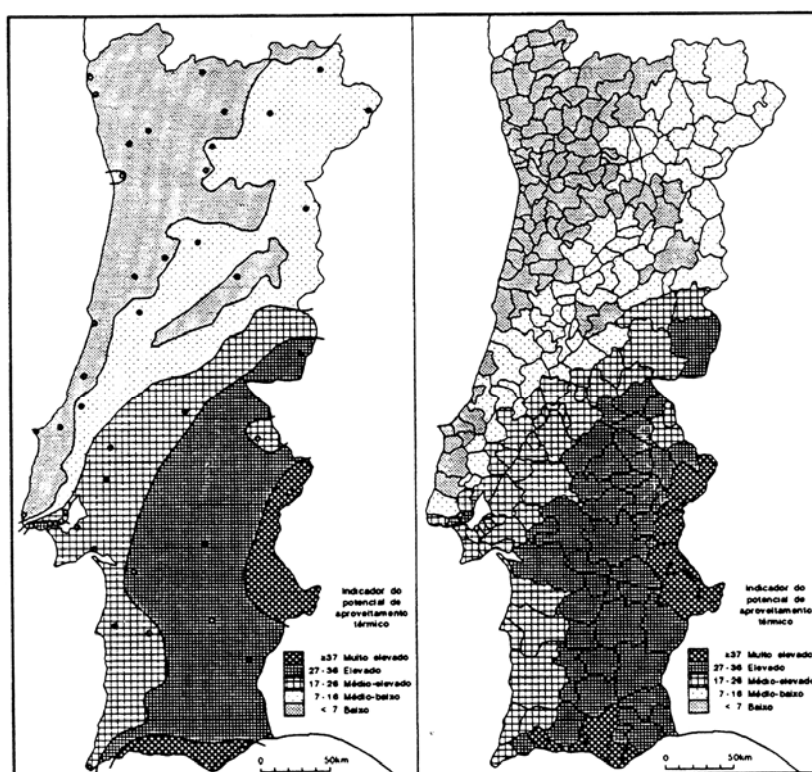 Indicador do
potencial de
aproveitamento
térmico
≥37 Muito elevado
27-36 Elevado
17-26 Médio-elevado
7-16 Médio-baixo
< 7 Baixo
0 50km
Indicador do
potencial de
aproveitamento
térmico
≥37 Muito elevado
27-36 Elevado
17-26 Médio-elevado
7-16 Médio-baixo
< 7 Baixo
0 50km